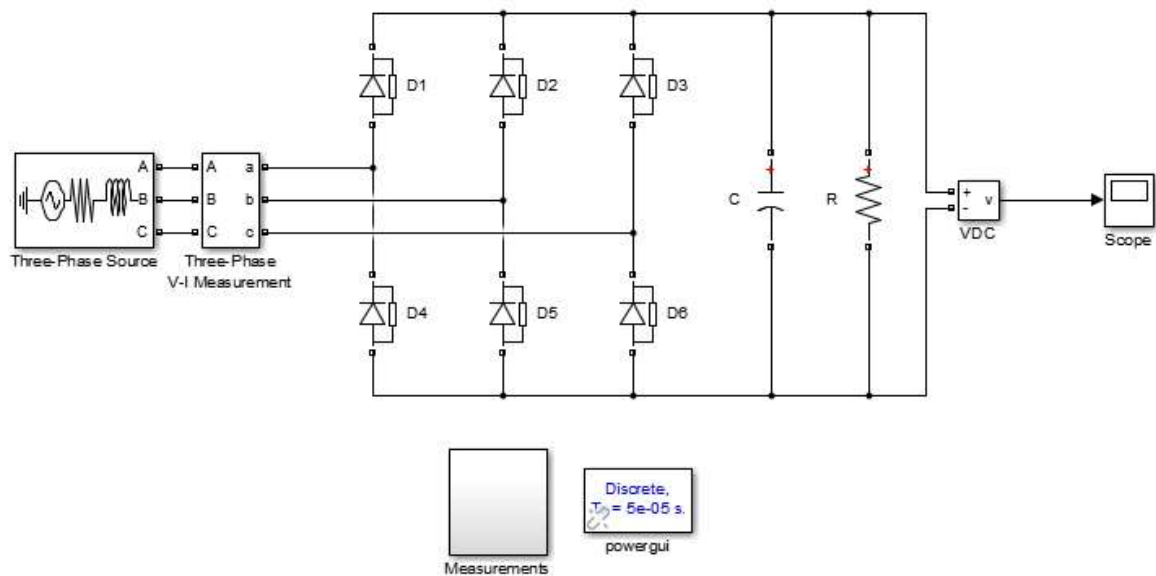 D1
D2
D3
A
B
C
Three-Phase Source
A
B
C
a
b
c
Three-Phase
V-I Measurement
D4
D5
D6
C
R
+
-
v
VDC
Scope
Discrete,
= 5e-05 s.
powergui
Measurements